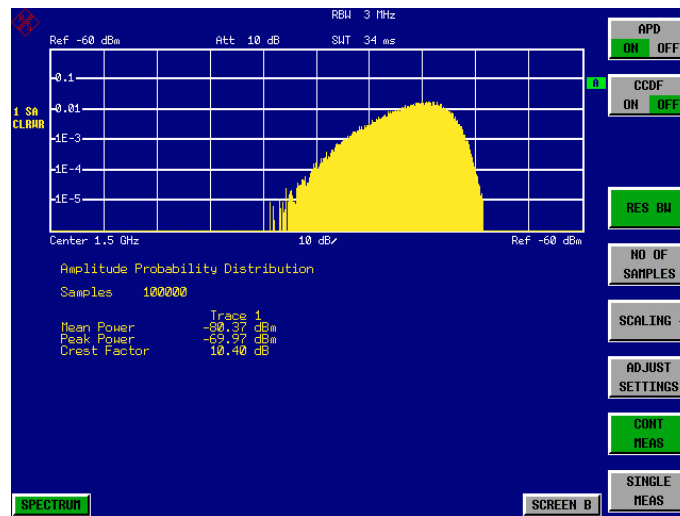 RBW 3 MHz
Ref -60 dBm Att 10 dB SWT 34 ms
0.1
A
1 SA
CLRWR
0.01
1E-3
1E-4
1E-5
Center 1.5 GHz 10 dB/ Ref -60 dBm
Amplitude Probability Distribution
Samples 100000
Trace 1
Mean Power -80.37 dBm
Peak Power -69.97 dBm
Crest Factor 10.40 dB
SPECTRUM
SCREEN B
APD
ON OFF
CCDF
ON OFF
RES BW
NO OF
SAMPLES
SCALING
ADJUST
SETTINGS
CONT
MEAS
SINGLE
MEAS